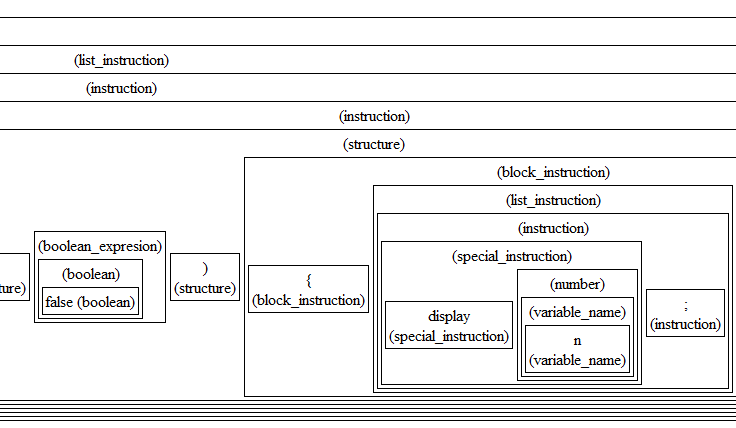 (list_instruction)
(instruction)
(instruction)
(structure)
(block_instruction)
(list_instruction)
(instruction)
(boolean_expresion)
(special_instruction)
)
(boolean)
{
(number)
ture)
(structure)
(block_instruction)
false (boolean)
display
(special_instruction)
(variable_name)
n
(variable_name)
;
(instruction)